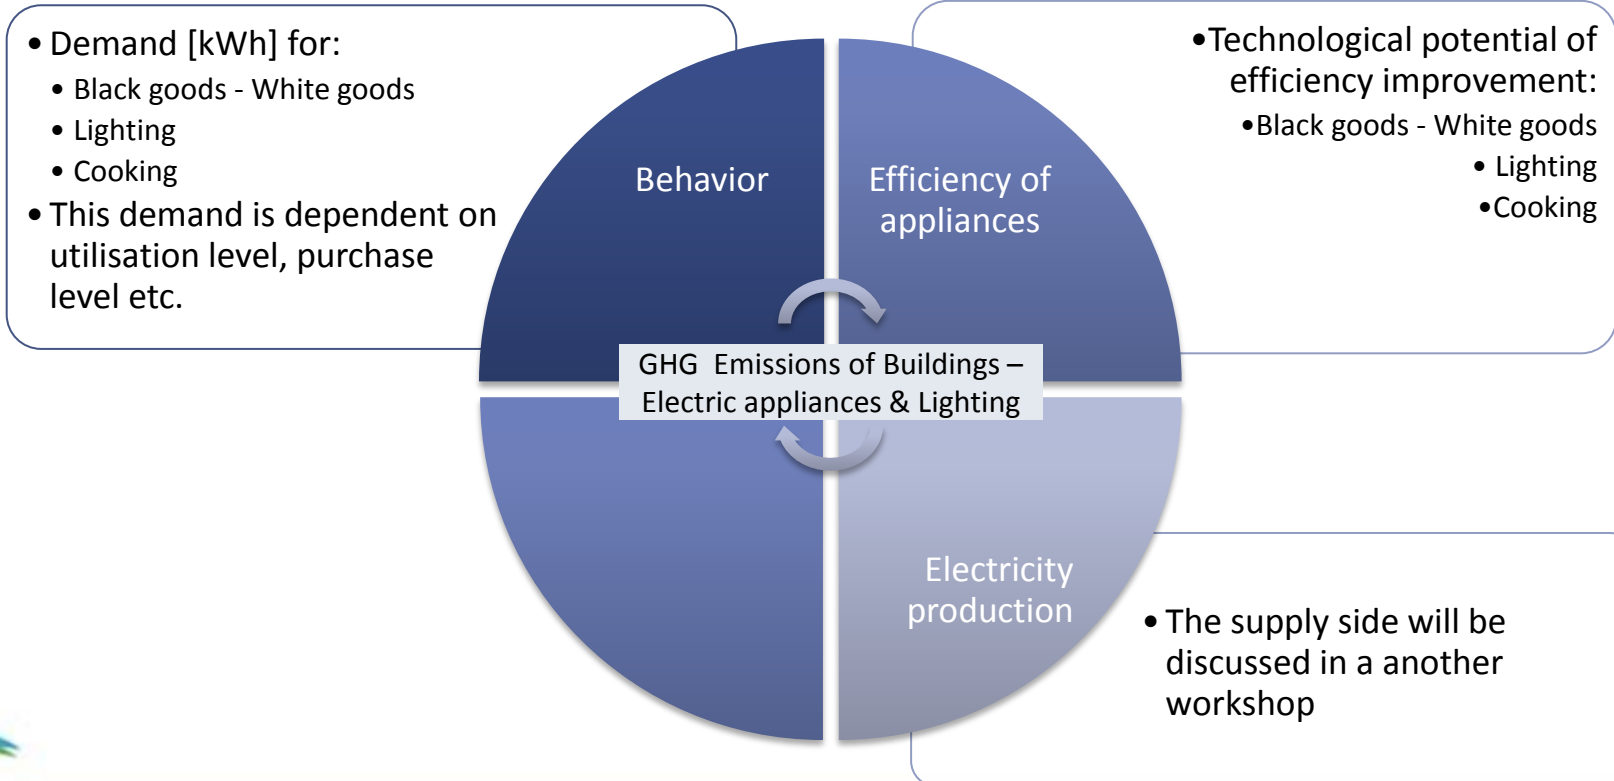 •Demand [kWh] for:
• Black goods - White goods
• Lighting
• Cooking
•This demand is dependent on
utilisation level, purchase
level etc.
Behavior
Efficiency of
appliances
•Technological potential of
efficiency improvement:
•Black goods - White goods
• Lighting
•Cooking
GHG Emissions of Buildings –
Electric appliances & Lighting
Electricity
production
• The supply side will be
discussed in a another
workshop